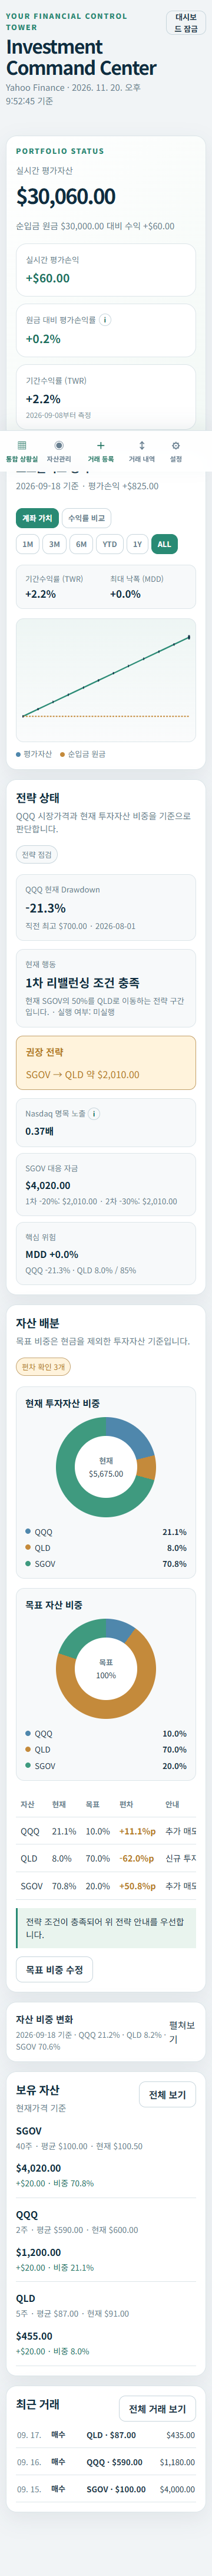 YOUR FINANCIAL CONTROL
TOWER
대시보
드 잠금
Investment
Command Center
Yahoo Finance · 2026. 11. 20. 오후
9:52:45 기준
PORTFOLIO STATUS
실시간 평가자산
$30,060.00
순입금 원금 $30,000.00 대비 수익 +$60.00
실시간 평가손익
+$60.00
원금 대비 평가손익률 i
+0.2%
기간수익률 (TWR)
+2.2%
2026-09-08부터 측정
통합 상황실 자산관리 거래 등록 거래 내역 설정
2026-09-18 기준 · 평가손익 +$825.00
계좌 가치 수익률 비교
1M 3M 6M YTD 1Y ALL
기간수익률 (TWR) 최대 낙폭 (MDD)
+2.2% +0.0%
평가자산 순입금 원금
전략 상태
QQQ 시장가격과 현재 투자자산 비중을 기준으로
판단합니다.
전략 점검
QQQ 현재 Drawdown
-21.3%
직전 최고 $700.00 · 2026-08-01
현재 행동
1차 리밸런싱 조건 충족
현재 SGOV의 50%를 QLD로 이동하는 전략 구간
입니다. · 실행 여부: 미실행
권장 전략
SGOV → QLD 약 $2,010.00
Nasdaq 명목 노출 i
0.37배
SGOV 대응 자금
$4,020.00
1차 -20%: $2,010.00 · 2차 -30%: $2,010.00
핵심 위험
MDD +0.0%
QQQ -21.3% · QLD 8.0% / 85%
자산 배분
목표 비중은 현금을 제외한 투자자산 기준입니다.
편차 확인 3개
현재 투자자산 비중
현재
$5,675.00
QQQ 21.1%
QLD 8.0%
SGOV 70.8%
목표 자산 비중
목표
100%
QQQ 10.0%
QLD 70.0%
SGOV 20.0%
자산 현재 목표 편차 안내
QQQ 21.1% 10.0% +11.1%p 추가 매도
QLD 8.0% 70.0% -62.0%p 신규 투자
SGOV 70.8% 20.0% +50.8%p 추가 매도
전략 조건이 충족되어 위 전략 안내를 우선합
니다.
목표 비중 수정
자산 비중 변화
2026-09-18 기준 · QQQ 21.2% · QLD 8.2% ·
SGOV 70.6%
펼쳐보
기
보유 자산
현재가격 기준
전체 보기
SGOV
40주 · 평균 $100.00 · 현재 $100.50
$4,020.00
+$20.00 · 비중 70.8%
QQQ
2주 · 평균 $590.00 · 현재 $600.00
$1,200.00
+$20.00 · 비중 21.1%
QLD
5주 · 평균 $87.00 · 현재 $91.00
$455.00
+$20.00 · 비중 8.0%
최근 거래
전체 거래 보기
09. 17. 매수 QLD · $87.00 $435.00
09. 16. 매수 QQQ · $590.00 $1,180.00
09. 15. 매수 SGOV · $100.00 $4,000.00